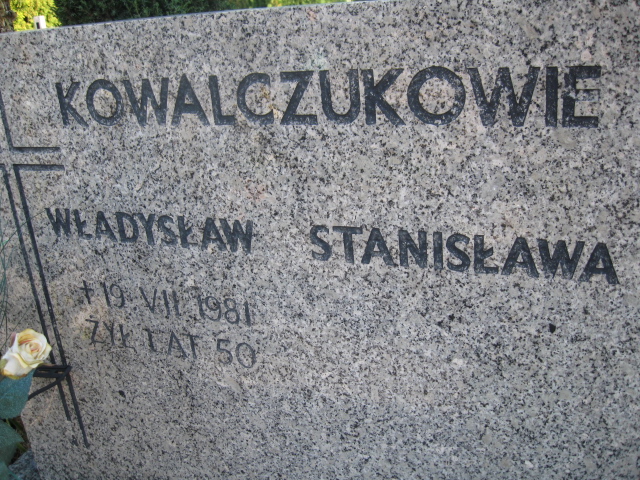 KOWALCZUKOWIE
WŁADYSŁAW STANISŁAWA
† 19 VII 1981
ŻYŁ LAT 50